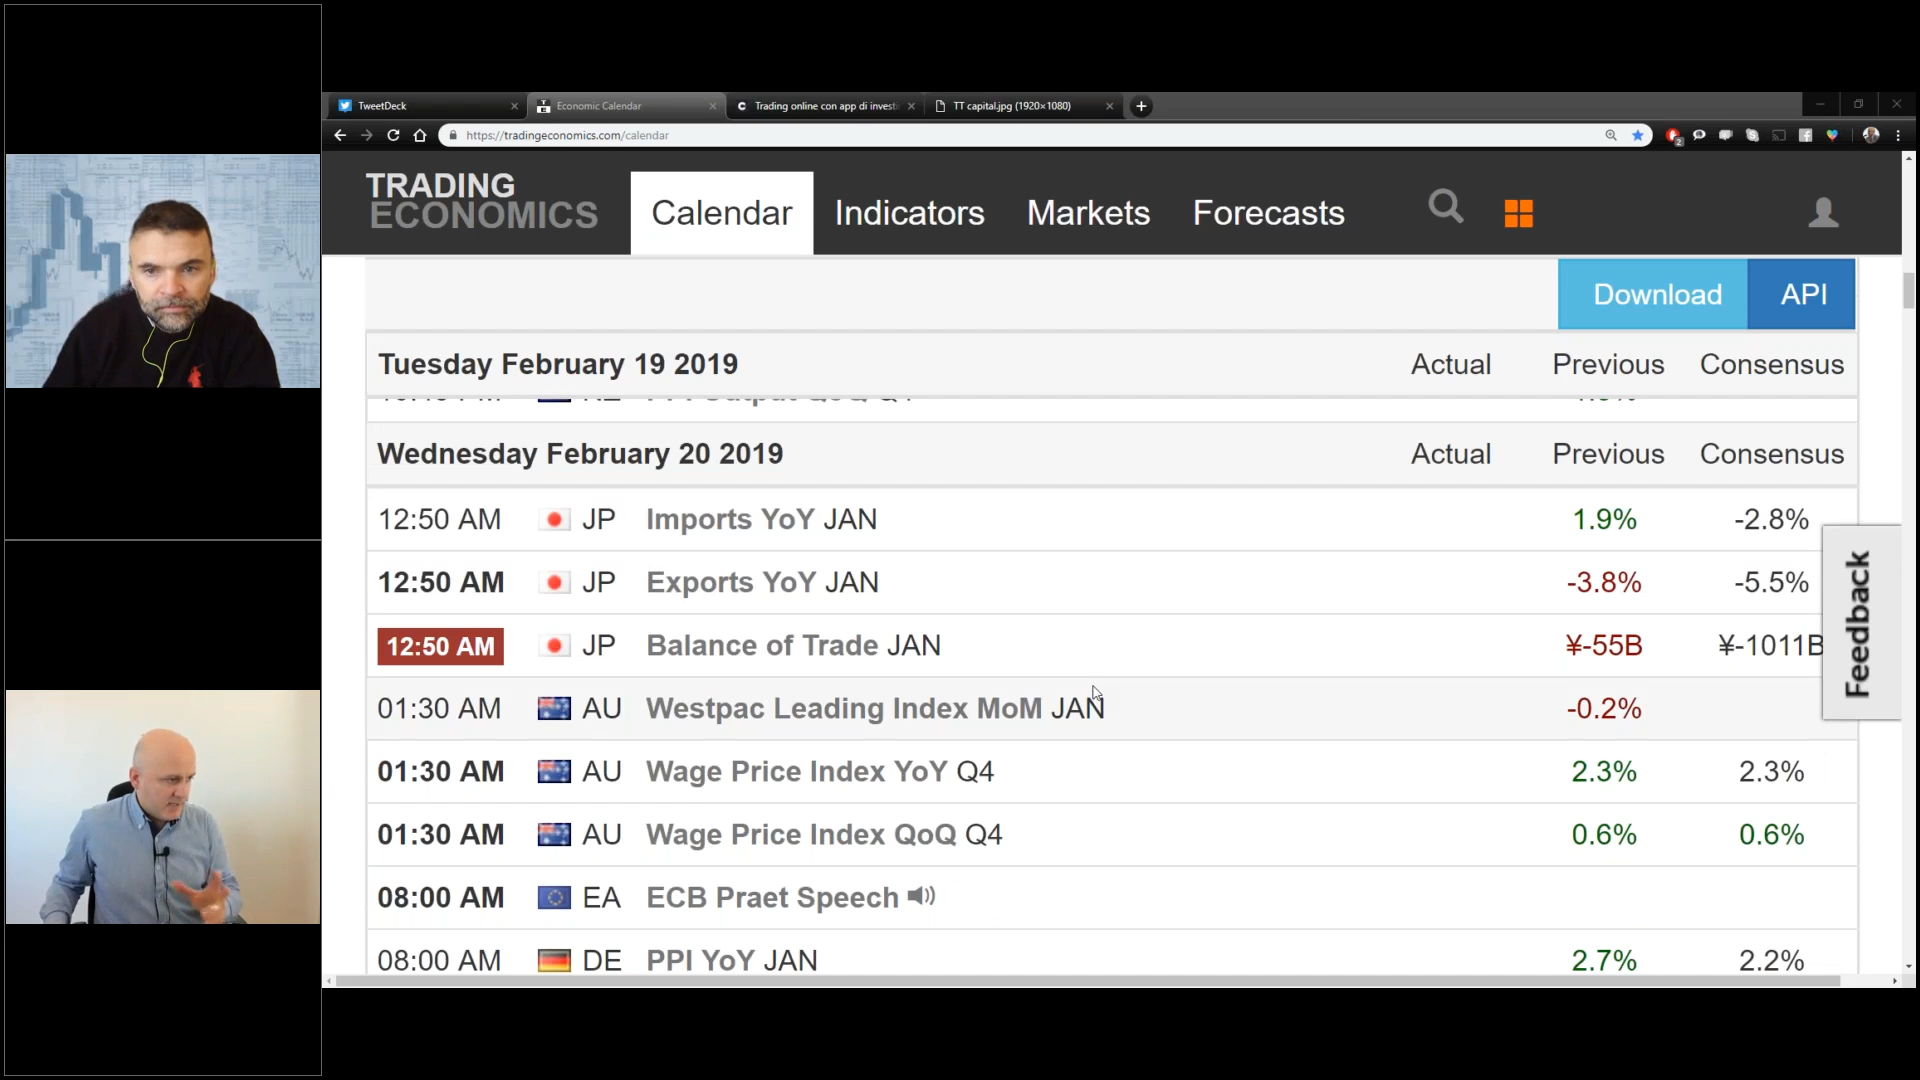 TweetDeck
Economic Calendar
Trading online con app di investi
TT capital.jpg (1920×1080)
https://tradingeconomics.com/calendar
TRADING
ECONOMICS
Calendar
Indicators
Markets
Forecasts
Download
API
Tuesday February 19 2019 Actual Previous Consensus
Wednesday February 20 2019 Actual Previous Consensus
12:50 AM JP Imports YoY JAN 1.9% -2.8%
12:50 AM JP Exports YoY JAN -3.8% -5.5%
12:50 AM JP Balance of Trade JAN ¥-55B ¥-1011B
01:30 AM AU Westpac Leading Index MoM JAN -0.2%
01:30 AM AU Wage Price Index YoY Q4 2.3% 2.3%
01:30 AM AU Wage Price Index QoQ Q4 0.6% 0.6%
08:00 AM EA ECB Praet Speech
08:00 AM DE PPI YoY JAN 2.7% 2.2%
Feedback